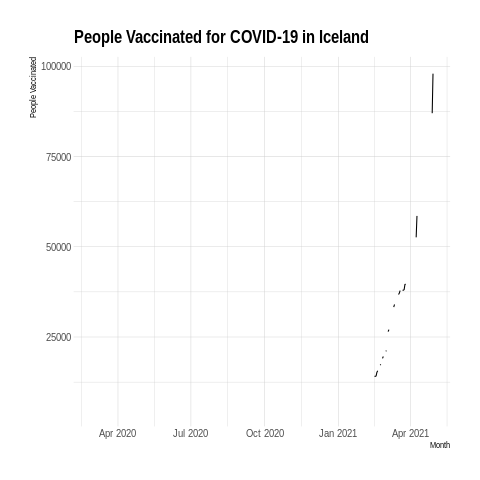 People Vaccinated for COVID-19 in Iceland
People Vaccinated
100000
75000
50000
25000
Apr 2020 Jul 2020 Oct 2020 Jan 2021 Apr 2021
Month